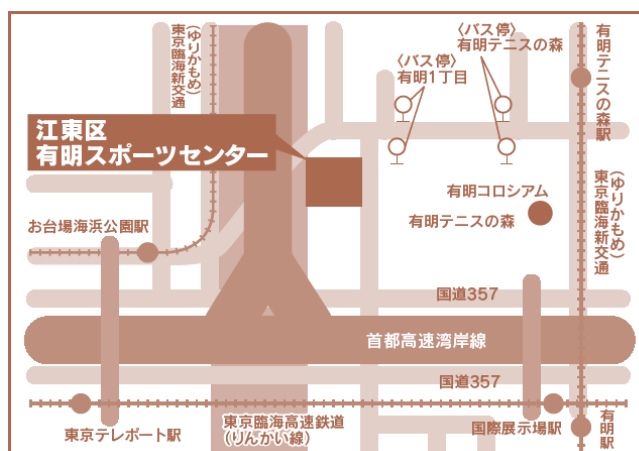 東京臨海新交通
(ゆりかもめ)
〈バス停〉
有明1丁目
〈バス停〉
有明テニスの森
有明テニスの森駅
江東区
有明スポーツセンター
(ゆりかもめ)
東京臨海新交通
有明コロシアム
有明テニスの森
お台場海浜公園駅
国道357
首都高速湾岸線
国道357
東京テレポート駅
東京臨海高速鉄道
(りんかい線)
国際展示場駅
有明駅